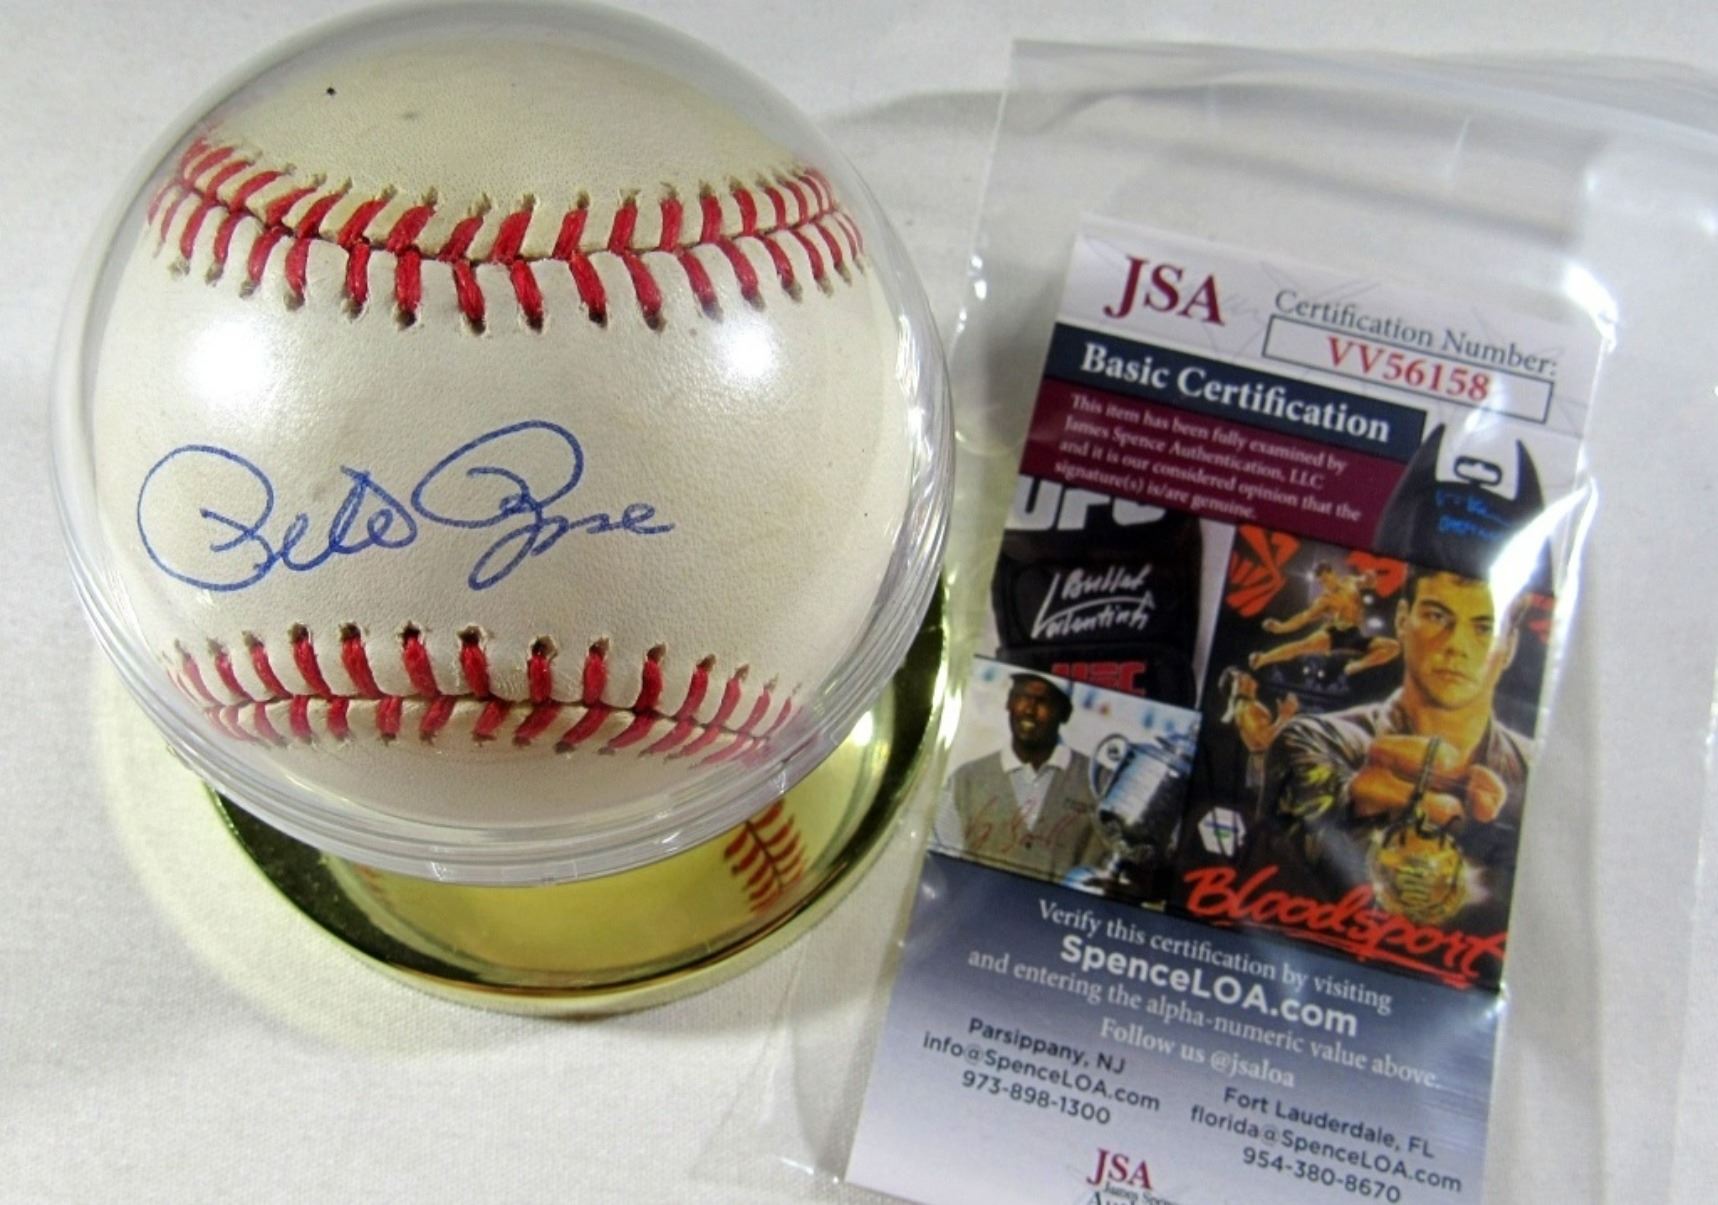 Pete Rose
JSA
Certification Number:
VV56158
Basic Certification
This item has been fully examined by
James Spence Authentication, LLC
and it is our considered opinion that the
signature(s) is/are genuine.
UFC
UFC
Bloodsport
Verify this certification by visiting
SpenceLOA.com
and entering the alpha-numeric value above.
Follow us @jsaloa
Parsippany, NJ
info@SpenceLOA.com
973-898-1300
Fort Lauderdale, FL
florida@SpenceLOA.com
954-380-8670
JSA
James